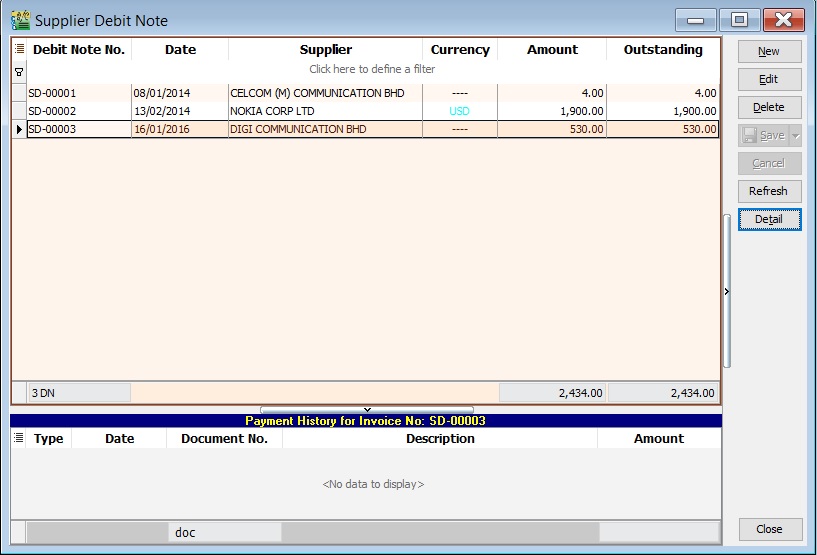 Supplier Debit Note
Debit Note No. Date Supplier Currency Amount Outstanding
Click here to define a filter
SD-00001 08/01/2014 CELCOM (M) COMMUNICATION BHD ---- 4.00 4.00
SD-00002 13/02/2014 NOKIA CORP LTD USD 1,900.00 1,900.00
SD-00003 16/01/2016 DIGI COMMUNICATION BHD ---- 530.00 530.00
3 DN 2,434.00 2,434.00
Payment History for Invoice No: SD-00003
Type Date Document No. Description Amount
<No data to display>
doc
New
Edit
Delete
Save
Cancel
Refresh
Detail
Close